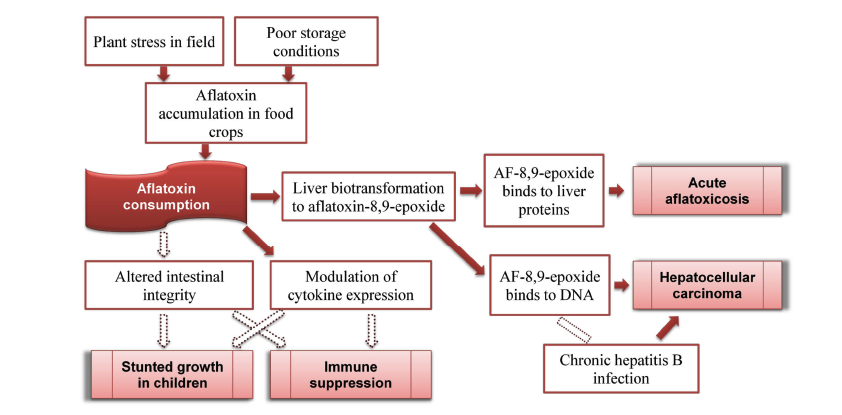 Plant stress in field
Poor storage
conditions
Aflatoxin
accumulation in food
crops
Aflatoxin
consumption
Liver biotransformation
to aflatoxin-8,9-epoxide
AF-8,9-epoxide
binds to liver
proteins
Acute
aflatoxicosis
Altered intestinal
integrity
Modulation of
cytokine expression
AF-8,9-epoxide
binds to DNA
Hepatocellular
carcinoma
Stunted growth
in children
Immune
suppression
Chronic hepatitis B
infection